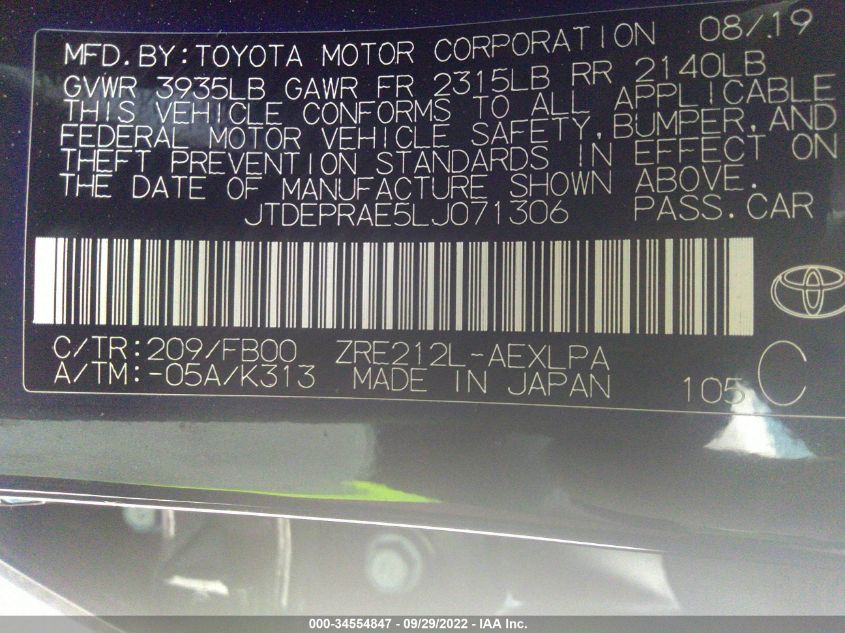 MFD. BY: TOYOTA MOTOR CORPORATION 08/19
GVWR 3935LB GAWR FR 2315LB RR 2140LB
THIS VEHICLE CONFORMS TO ALL APPLICABLE
FEDERAL MOTOR VEHICLE SAFETY, BUMPER, AND
THEFT PREVENTION STANDARDS IN EFFECT ON
THE DATE OF MANUFACTURE SHOWN ABOVE.
JTDEPRAE5LJ071306 PASS. CAR
C/TR: 209/FB00 ZRE212L-AEXLPA
A/TM: -05A/K313 MADE IN JAPAN 105 C
000-34554847 - 09/29/2022 - IAA Inc.